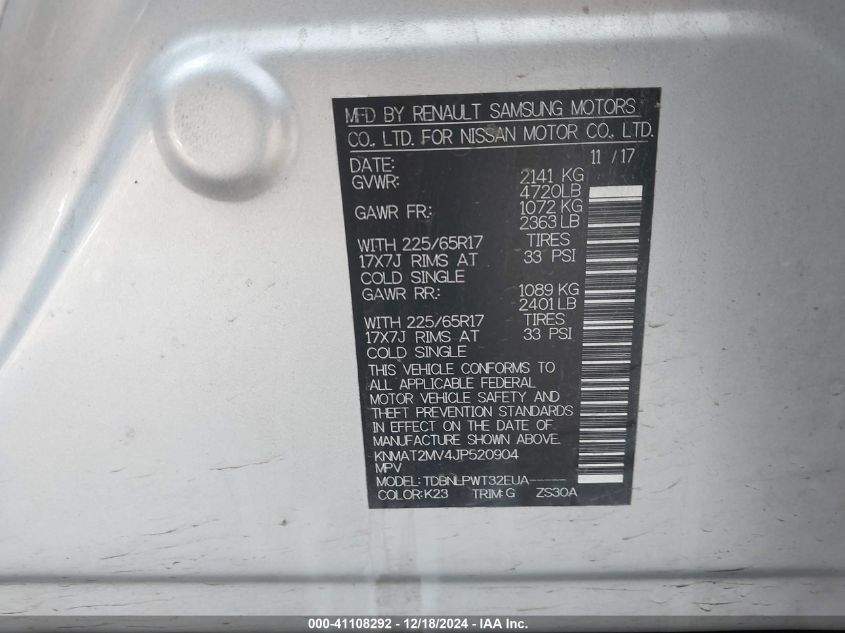 MFD BY RENAULT SAMSUNG MOTORS
CO., LTD. FOR NISSAN MOTOR CO., LTD.
DATE: 11 / 17
GVWR: 2141 KG
4720LB
GAWR FR.: 1072 KG
2363 LB
WITH 225/65R17 TIRES
17X7J RIMS AT 33 PSI
COLD SINGLE
GAWR RR.: 1089 KG
2401 LB
WITH 225/65R17 TIRES
17X7J RIMS AT 33 PSI
COLD SINGLE
THIS VEHICLE CONFORMS TO
ALL APPLICABLE FEDERAL
MOTOR VEHICLE SAFETY AND
THEFT PREVENTION STANDARDS
IN EFFECT ON THE DATE OF
MANUFACTURE SHOWN ABOVE.
KNMAT2MV4JP520904
MPV
MODEL: TDBNLPWT32EUA-----
COLOR: K23 TRIM: G ZS30A
000-41108292 - 12/18/2024 - IAA Inc.